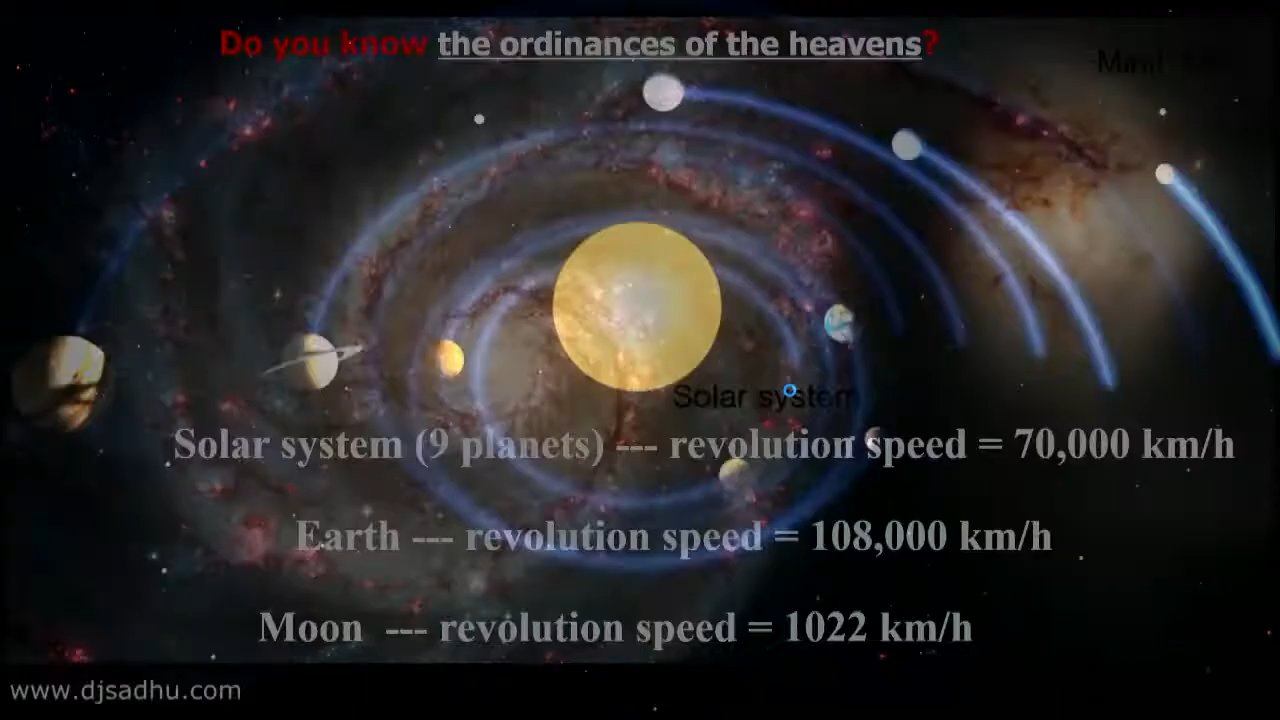 Do you know the ordinances of the heavens?
Solar system
Solar system (9 planets) --- revolution speed = 70,000 km/h
Earth --- revolution speed = 108,000 km/h
Moon --- revolution speed = 1022 km/h
www.djsadhu.com